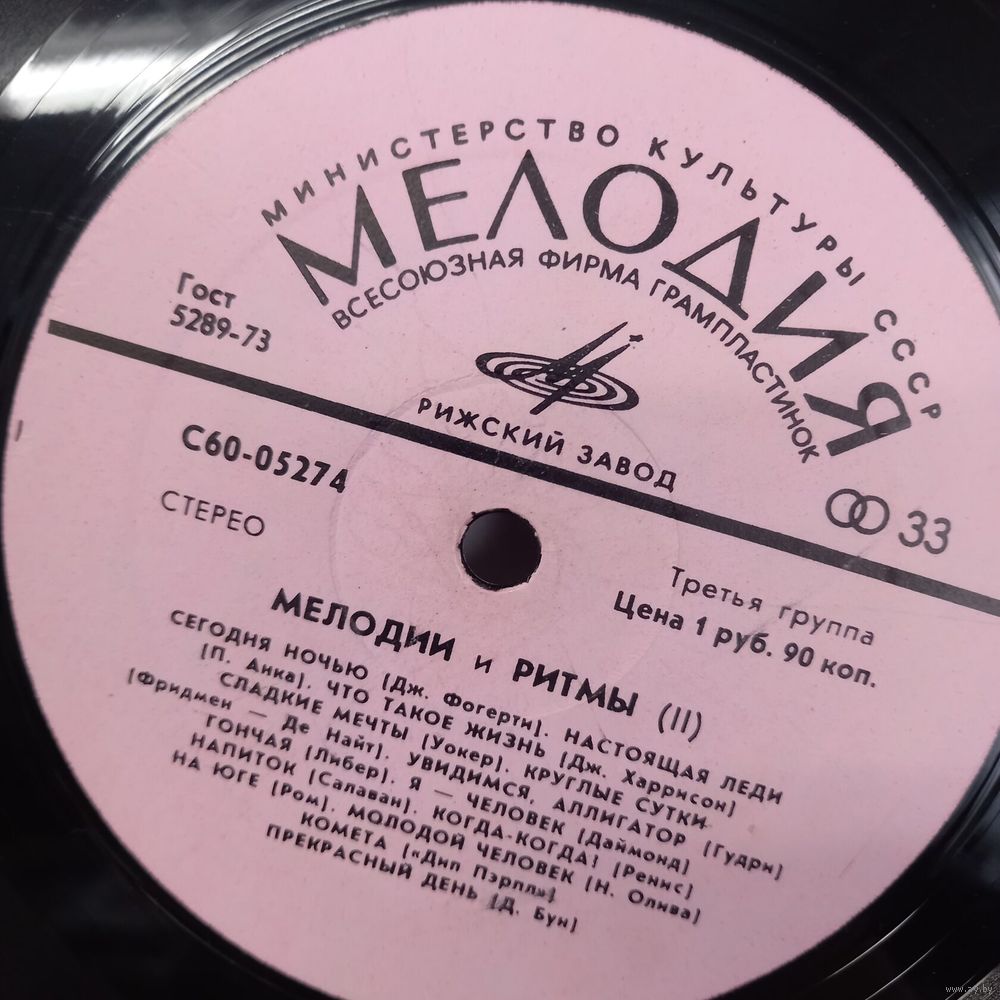 МИНИСТЕРСТВО КУЛЬТУРЫ СССР
МЕЛОДИЯ
ВСЕСОЮЗНАЯ ФИРМА ГРАМПЛАСТИНОК
Гост
5289-73
РИЖСКИЙ ЗАВОД
33
С60-05274
СТЕРЕО
Третья группа
Цена 1 руб. 90 коп.
МЕЛОДИИ и РИТМЫ (II)
СЕГОДНЯ НОЧЬЮ (Дж. Фогерти). НАСТОЯЩАЯ ЛЕДИ
(П. Анка). ЧТО ТАКОЕ ЖИЗНЬ (Дж. Харрисон)
СЛАДКИЕ МЕЧТЫ (Уокер). КРУГЛЫЕ СУТКИ
(Фридмен — Де Найт). УВИДИМСЯ, АЛЛИГАТОР (Гудри)
ГОНЧАЯ (Либер). Я — ЧЕЛОВЕК (Даймонд)
НАПИТОК (Салаван). КОГДА-КОГДА! (Ренис)
НА ЮГЕ (Ром). МОЛОДОЙ ЧЕЛОВЕК (Н. Олива)
КОМЕТА («Дип Пэрпл»)
ПРЕКРАСНЫЙ ДЕНЬ (Д. Бун)
www.ay.by